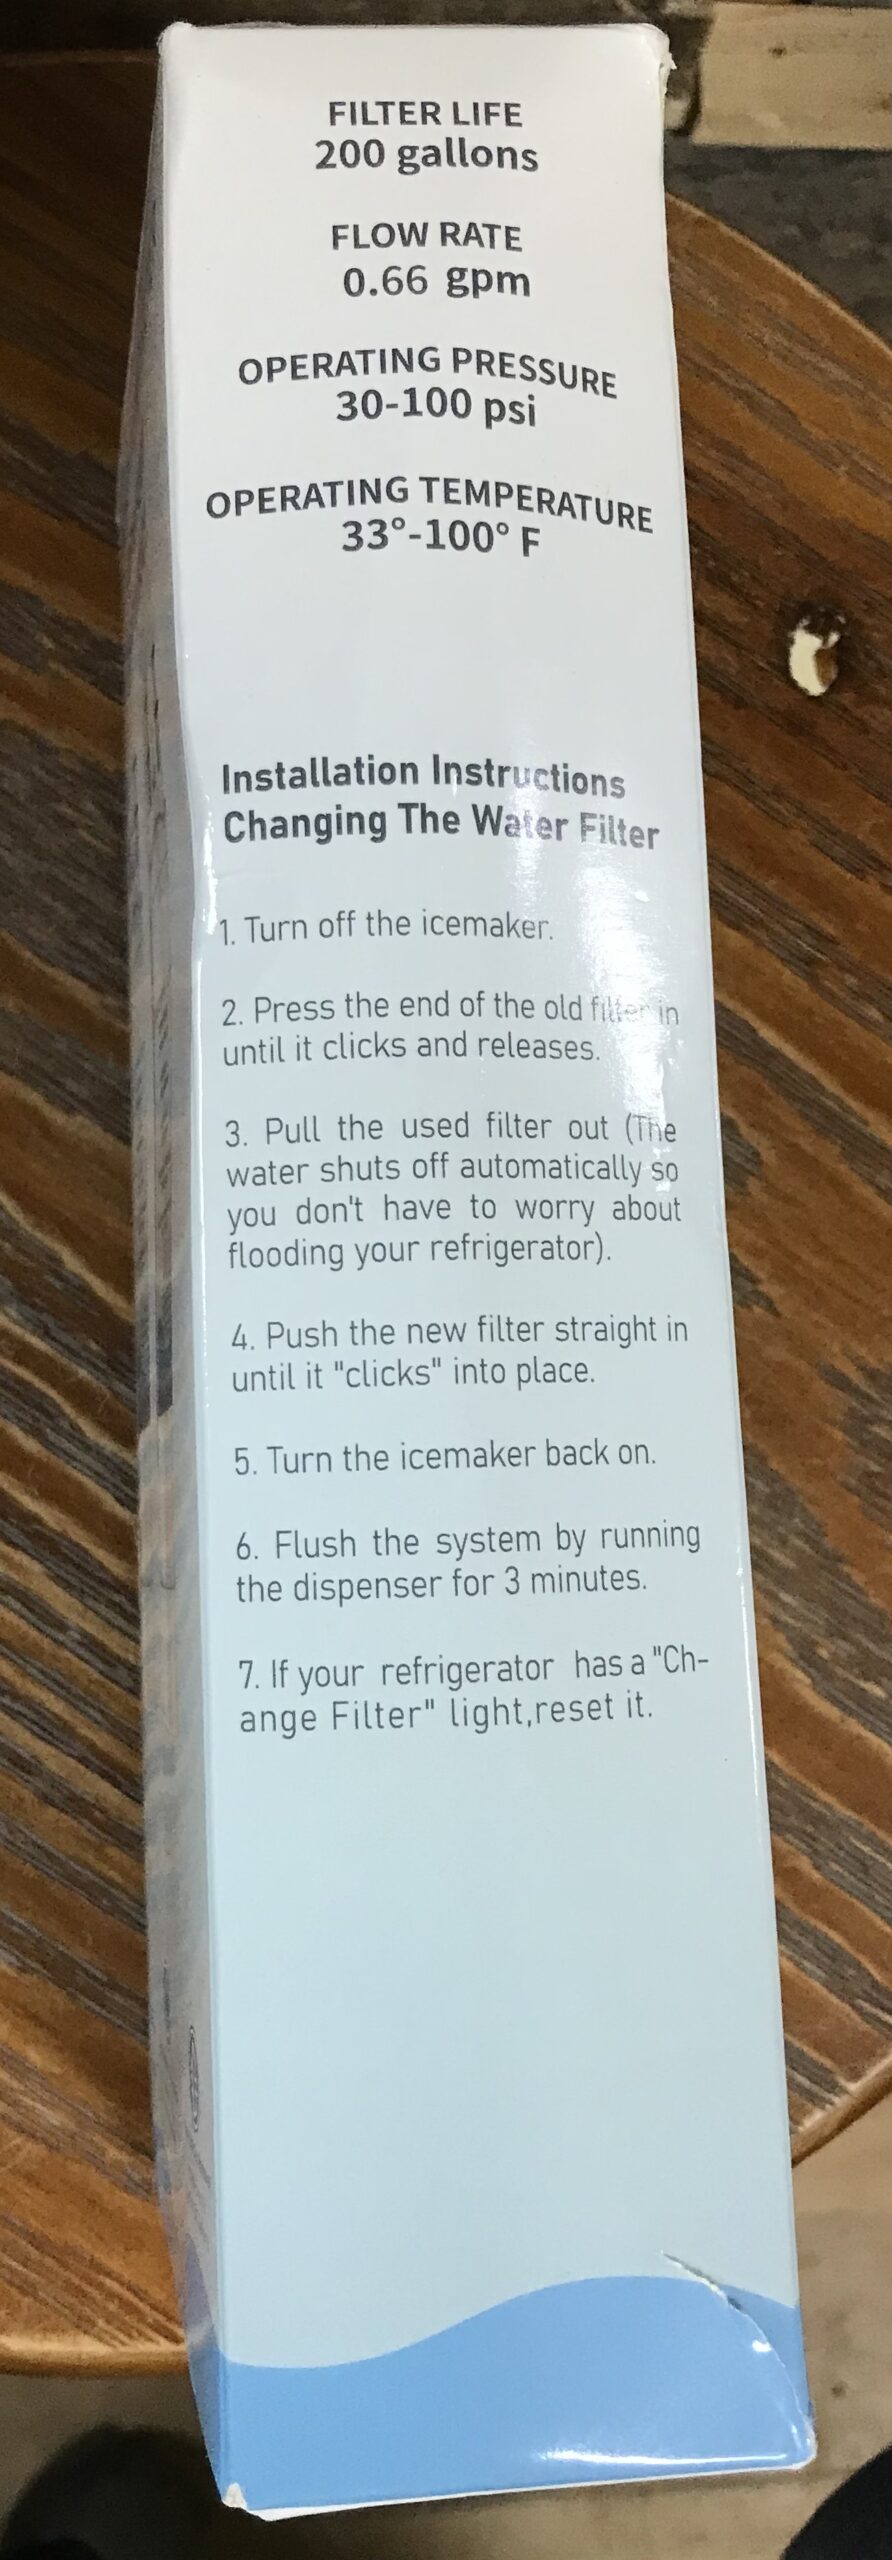 FILTER LIFE
200 gallons
FLOW RATE
0.66 gpm
OPERATING PRESSURE
30-100 psi
OPERATING TEMPERATURE
33°-100° F
Installation Instructions
Changing The Water Filter
1. Turn off the icemaker.
2. Press the end of the old filter in
until it clicks and releases.
3. Pull the used filter out (The
water shuts off automatically so
you don't have to worry about
flooding your refrigerator).
4. Push the new filter straight in
until it "clicks" into place.
5. Turn the icemaker back on.
6. Flush the system by running
the dispenser for 3 minutes.
7. If your refrigerator has a "Ch-
ange Filter" light,reset it.